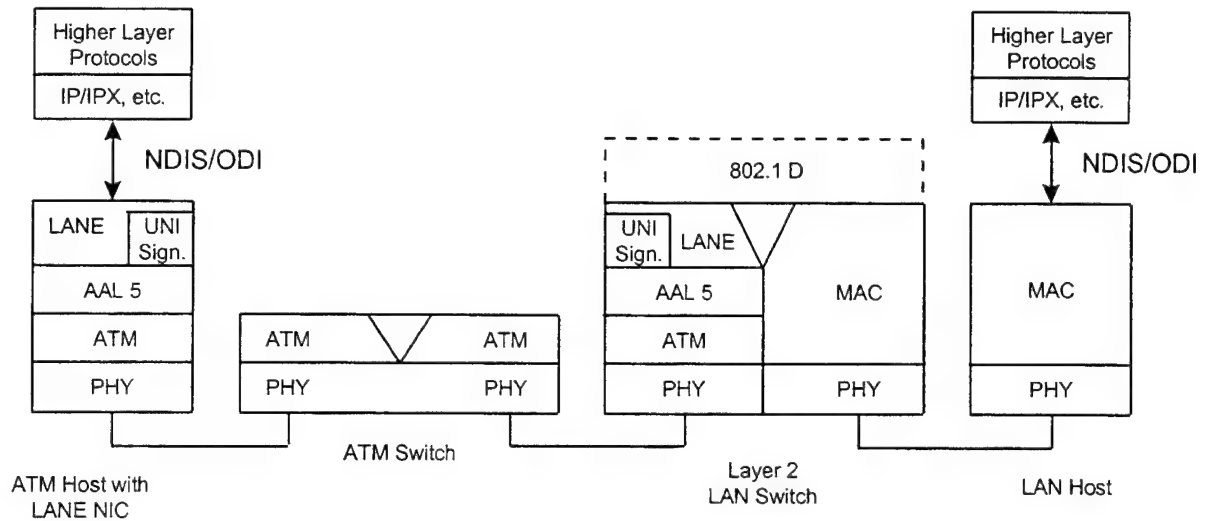 Higher Layer
Protocols
IP/IPX, etc.
NDIS/ODI
LANE
UNI
Sign.
AAL 5
ATM
PHY
ATM Host with
LANE NIC
ATM
ATM
PHY
PHY
ATM Switch
802.1 D
UNI
Sign.
LANE
AAL 5
ATM
PHY
MAC
PHY
Layer 2
LAN Switch
Higher Layer
Protocols
IP/IPX, etc.
NDIS/ODI
MAC
PHY
LAN Host